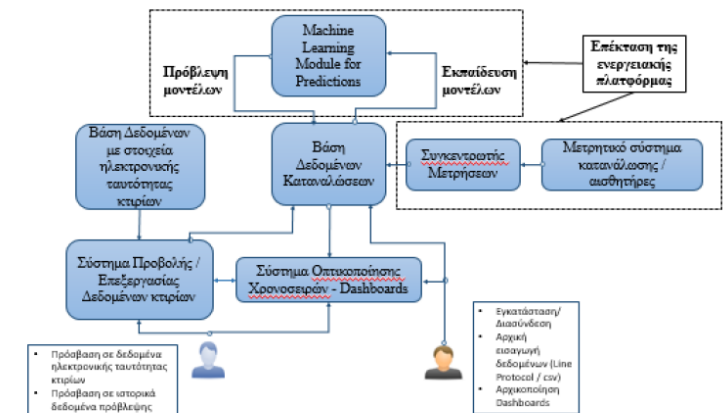 Machine
Learning
Module for
Predictions
Πρόβλεψη
μοντέλων
Εκπαίδευση
μοντέλων
Επέκταση της
ενεργειακής
πλατφόρμας
Βάση Δεδομένων
με στοιχεία
ηλεκτρονικής
ταυτότητας
κτιρίων
Βάση
Δεδομένων
Καταναλώσεων
Συγκεντρωτής
Μετρήσεων
Μετρητικό σύστημα
κατανάλωσης /
αισθητήρες
Σύστημα Προβολής /
Επεξεργασίας
Δεδομένων κτιρίων
Σύστημα Οπτικοποίησης
Χρονοσειρών - Dashboards
▪ Πρόσβαση σε δεδομένα
ηλεκτρονικής ταυτότητας
κτιρίων
▪ Πρόσβαση σε ιστορικά
δεδομένα πρόβλεψης
▪ Εγκατάσταση/
Διασύνδεση
▪ Αρχική
εισαγωγή
δεδομένων (Line
Protocol / csv)
▪ Αρχικοποίηση
Dashboards